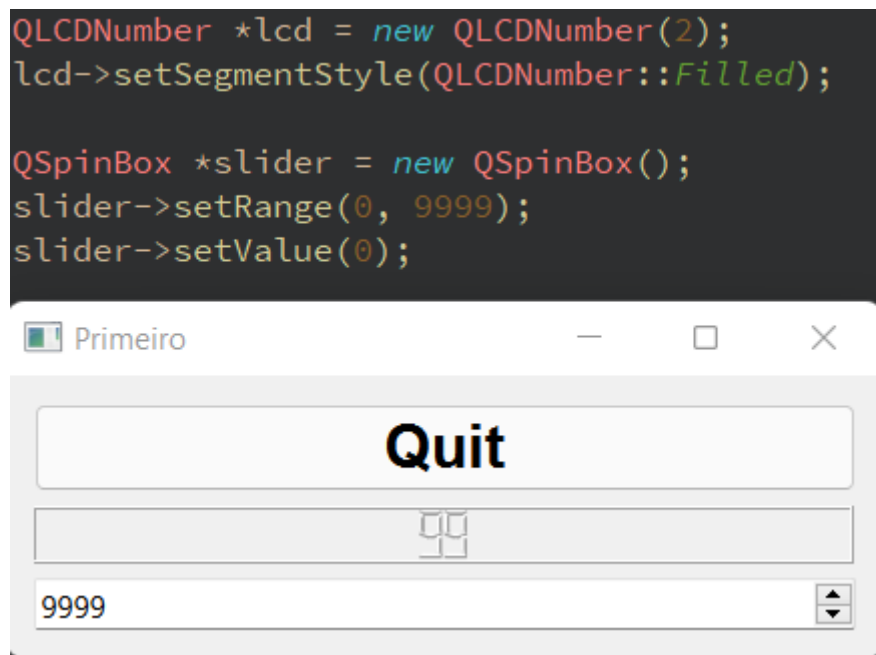 QLCDNumber *lcd = new QLCDNumber(2);
lcd->setSegmentStyle(QLCDNumber::Filled);
QSpinBox *slider = new QSpinBox();
slider->setRange(0, 9999);
slider->setValue(0);
Primeiro
Quit
99
9999